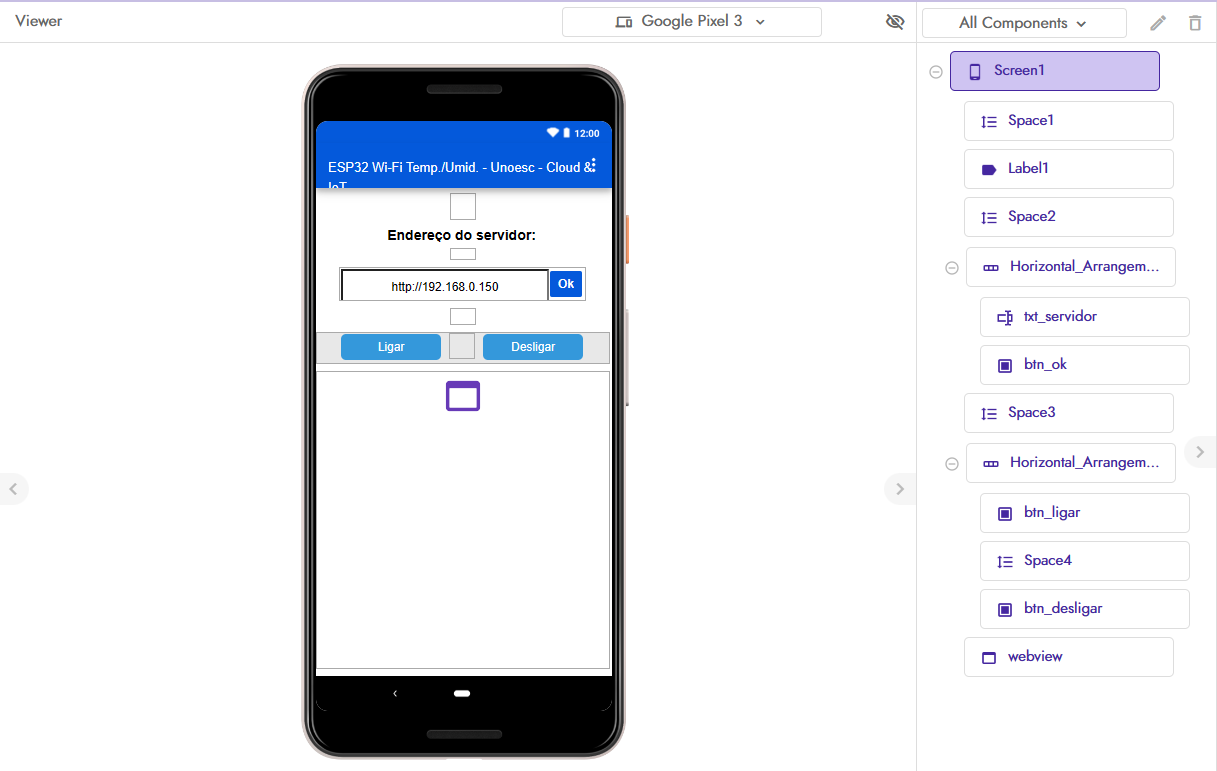 Viewer
Google Pixel 3
All Components
12:00
ESP32 Wi-Fi Temp./Umid. - Unoesc - Cloud &
IoT
Endereço do servidor:
http://192.168.0.150
Ok
Ligar
Desligar
Screen1
Space1
Label1
Space2
Horizontal_Arrangem...
txt_servidor
btn_ok
Space3
Horizontal_Arrangem...
btn_ligar
Space4
btn_desligar
webview